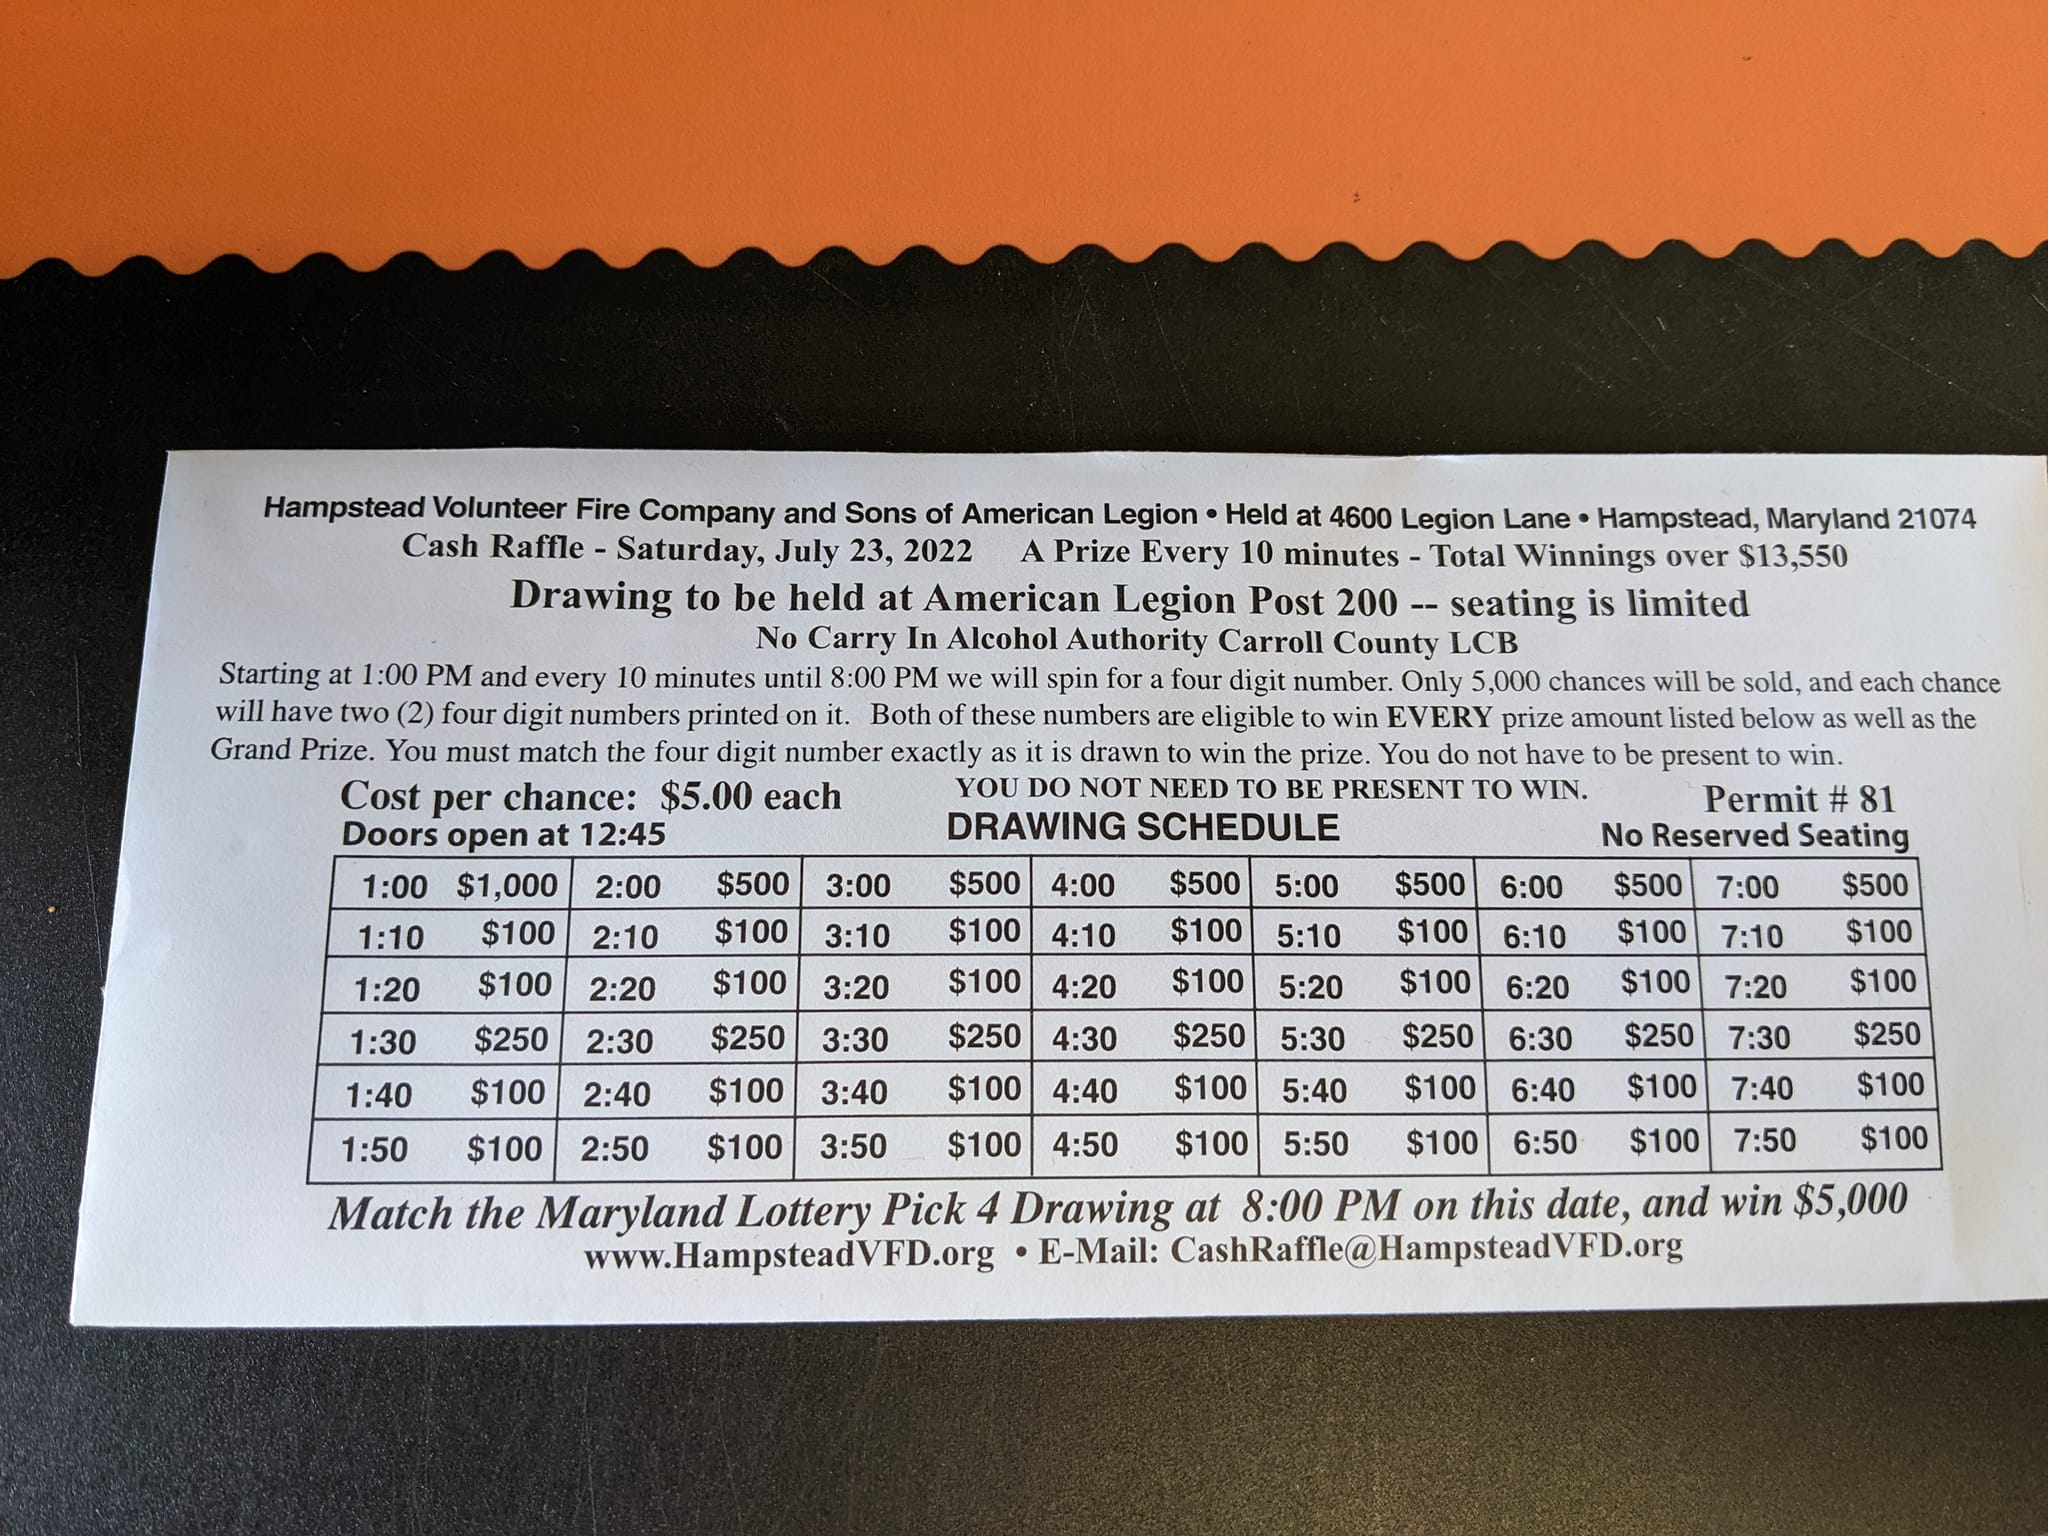 Hampstead Volunteer Fire Company and Sons of American Legion • Held at 4600 Legion Lane • Hampstead, Maryland 21074
Cash Raffle - Saturday, July 23, 2022 A Prize Every 10 minutes - Total Winnings over $13,550
Drawing to be held at American Legion Post 200 -- seating is limited
No Carry In Alcohol Authority Carroll County LCB
Starting at 1:00 PM and every 10 minutes until 8:00 PM we will spin for a four digit number. Only 5,000 chances will be sold, and each chance
will have two (2) four digit numbers printed on it. Both of these numbers are eligible to win EVERY prize amount listed below as well as the
Grand Prize. You must match the four digit number exactly as it is drawn to win the prize. You do not have to be present to win.
Cost per chance: $5.00 each YOU DO NOT NEED TO BE PRESENT TO WIN. Permit # 81
Doors open at 12:45 DRAWING SCHEDULE No Reserved Seating
1:00 $1,000 2:00 $500 3:00 $500 4:00 $500 5:00 $500 6:00 $500 7:00 $500
1:10 $100 2:10 $100 3:10 $100 4:10 $100 5:10 $100 6:10 $100 7:10 $100
1:20 $100 2:20 $100 3:20 $100 4:20 $100 5:20 $100 6:20 $100 7:20 $100
1:30 $250 2:30 $250 3:30 $250 4:30 $250 5:30 $250 6:30 $250 7:30 $250
1:40 $100 2:40 $100 3:40 $100 4:40 $100 5:40 $100 6:40 $100 7:40 $100
1:50 $100 2:50 $100 3:50 $100 4:50 $100 5:50 $100 6:50 $100 7:50 $100
Match the Maryland Lottery Pick 4 Drawing at 8:00 PM on this date, and win $5,000
www.HampsteadVFD.org • E-Mail: CashRaffle@HampsteadVFD.org